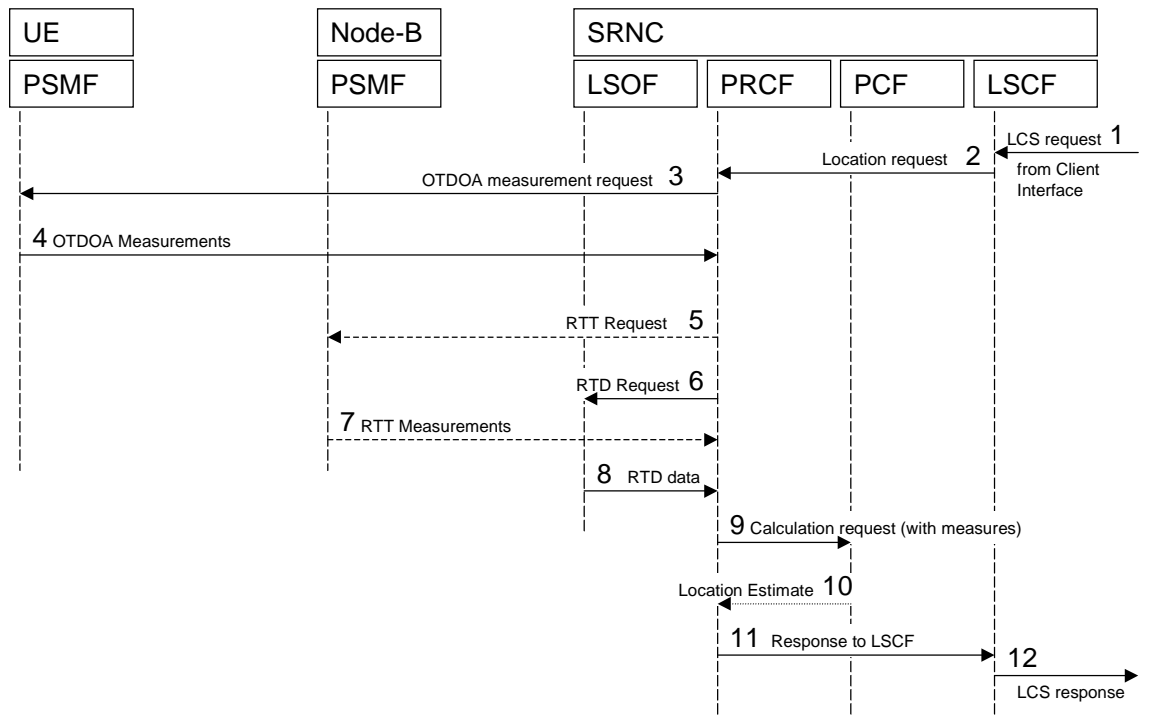 UE
Node-B
SRNC
PSMF
PSMF
LSOF
PRCF
PCF
LSCF
LCS request 1
from Client
Interface
Location request 2
OTDOA measurement request 3
4 OTDOA Measurements
RTT Request 5
RTD Request 6
7 RTT Measurements
8 RTD data
9 Calculation request (with measures)
Location Estimate 10
11 Response to LSCF
12
LCS response